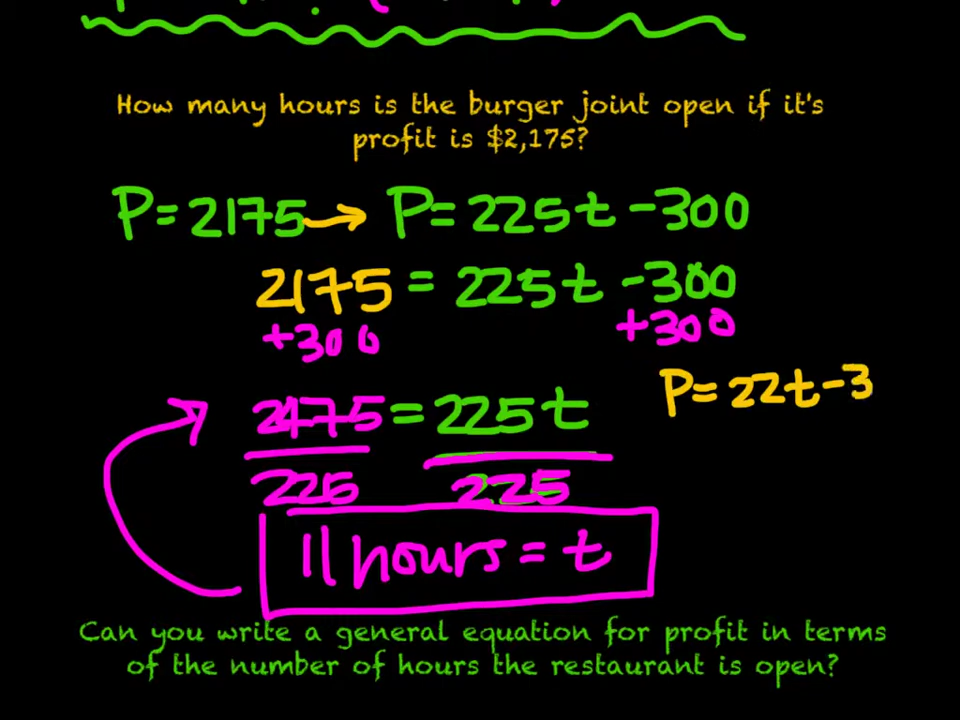 How many hours is the burger joint open if it's
profit is $2,175?
P=2175 → P=225t-300
2175 = 225t-300
+300 +300
2475=225t
P=22t-3
225 225
11 hours = t
Can you write a general equation for profit in terms
of the number of hours the restaurant is open?